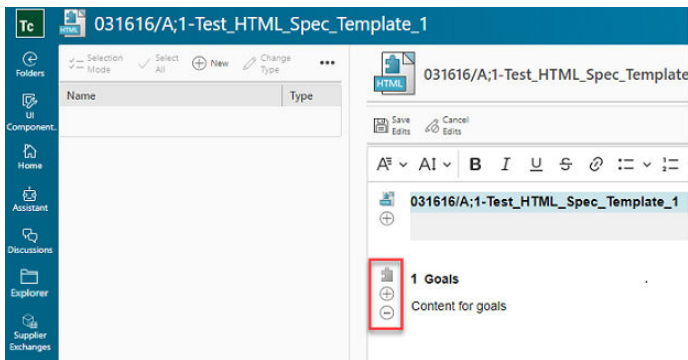 Tc
HTML
031616/A;1-Test_HTML_Spec_Template_1
Folders
UI
Component.
Home
Assistant
Discussions
Explorer
Supplier
Exchanges
Selection
Mode
Select
All
New
Change
Type
Name
Type
HTML
031616/A;1-Test_HTML_Spec_Template
Save
Edits
Cancel
Edits
A
AI
B
I
U
S
031616/A;1-Test_HTML_Spec_Template_1
1 Goals
.
Content for goals